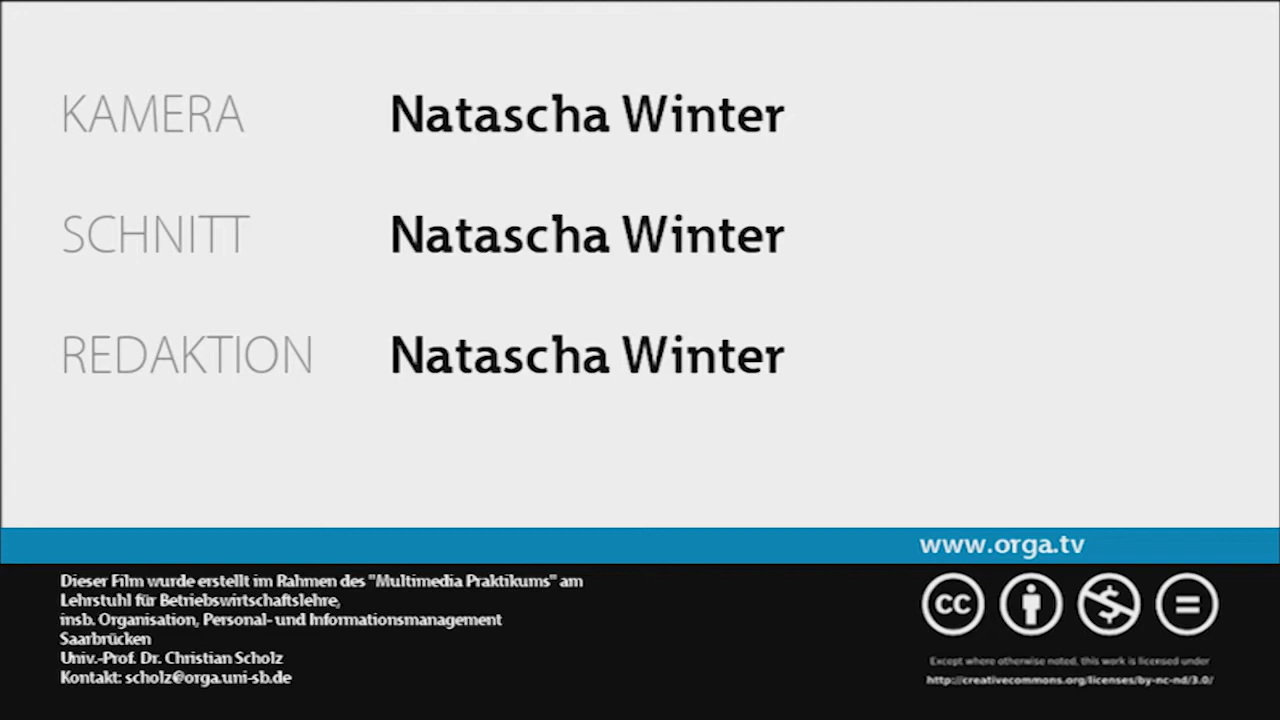 KAMERA Natascha Winter
SCHNITT Natascha Winter
REDAKTION Natascha Winter
www.orga.tv
Dieser Film wurde erstellt im Rahmen des "Multimedia Praktikums" am
Lehrstuhl für Betriebswirtschaftslehre,
insb. Organisation, Personal- und Informationsmanagement
Saarbrücken
Univ.-Prof. Dr. Christian Scholz
Kontakt: scholz@orga.uni-sb.de
cc
Except where otherwise noted, this work is licensed under
http://creativecommons.org/licenses/by-nc-nd/3.0/